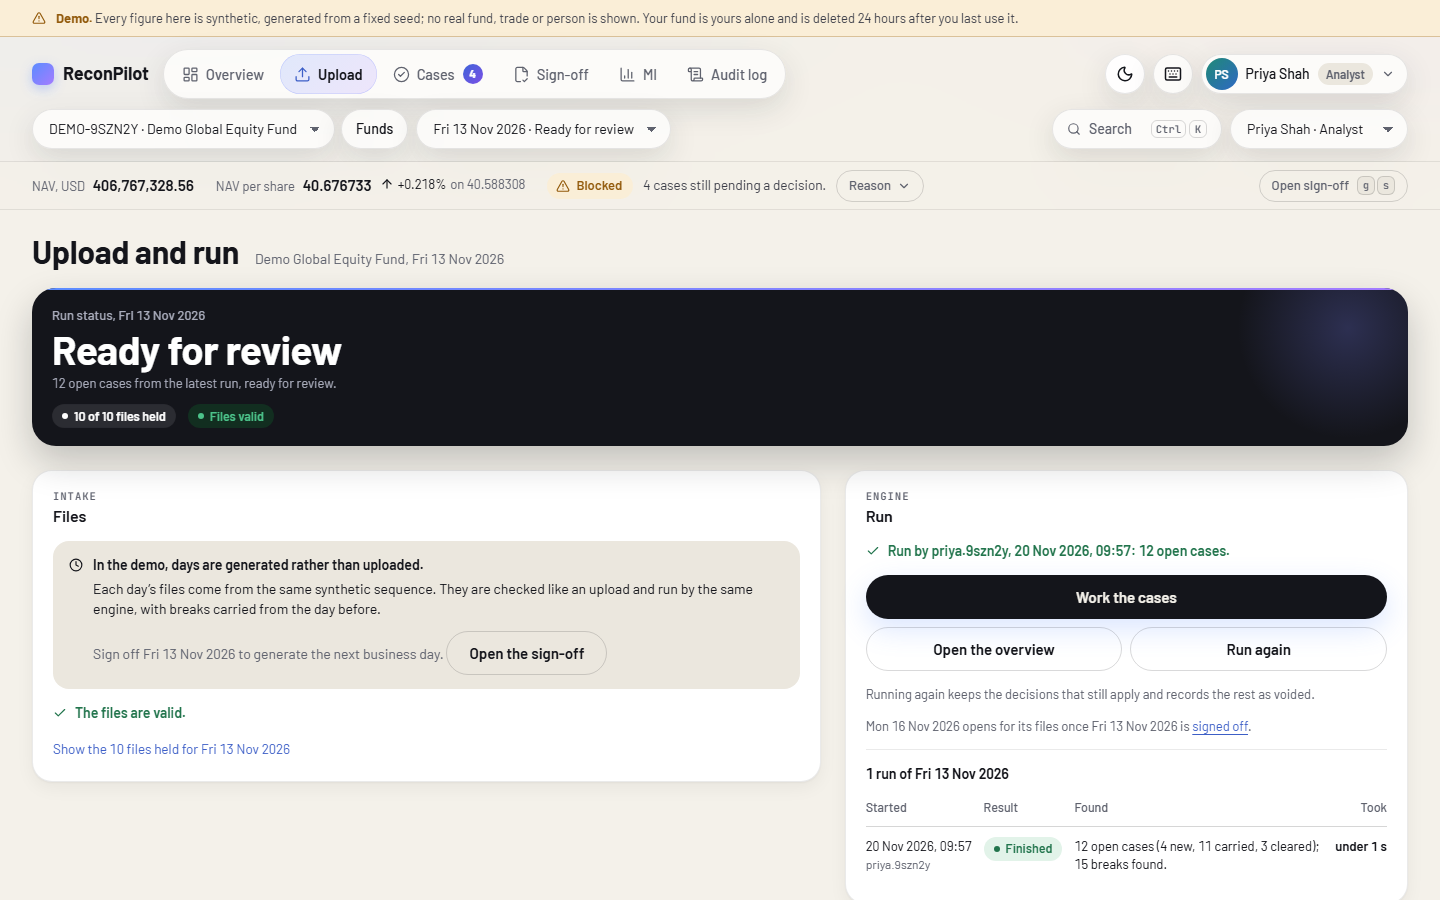 Demo. Every figure here is synthetic, generated from a fixed seed; no real fund, trade or person is shown. Your fund is yours alone and is deleted 24 hours after you last use it.
ReconPilot
Overview
Upload
Cases 4
Sign-off
MI
Audit log
PS Priya Shah Analyst
DEMO-9SZN2Y · Demo Global Equity Fund
Funds
Fri 13 Nov 2026 · Ready for review
Search Ctrl K
Priya Shah · Analyst
NAV, USD 406,767,328.56
NAV per share 40.676733 ↑ +0.218% on 40.588308
Blocked
4 cases still pending a decision.
Reason
Open sign-off g s
Upload and run
Demo Global Equity Fund, Fri 13 Nov 2026
Run status, Fri 13 Nov 2026
Ready for review
12 open cases from the latest run, ready for review.
10 of 10 files held
Files valid
INTAKE
Files
In the demo, days are generated rather than uploaded.
Each day’s files come from the same synthetic sequence. They are checked like an upload and run by the same
engine, with breaks carried from the day before.
Sign off Fri 13 Nov 2026 to generate the next business day.
Open the sign-off
The files are valid.
Show the 10 files held for Fri 13 Nov 2026
ENGINE
Run
Run by priya.9szn2y, 20 Nov 2026, 09:57: 12 open cases.
Work the cases
Open the overview
Run again
Running again keeps the decisions that still apply and records the rest as voided.
Mon 16 Nov 2026 opens for its files once Fri 13 Nov 2026 is signed off.
1 run of Fri 13 Nov 2026
Started Result Found Took
20 Nov 2026, 09:57 Finished 12 open cases (4 new, 11 carried, 3 cleared); under 1 s
priya.9szn2y 15 breaks found.